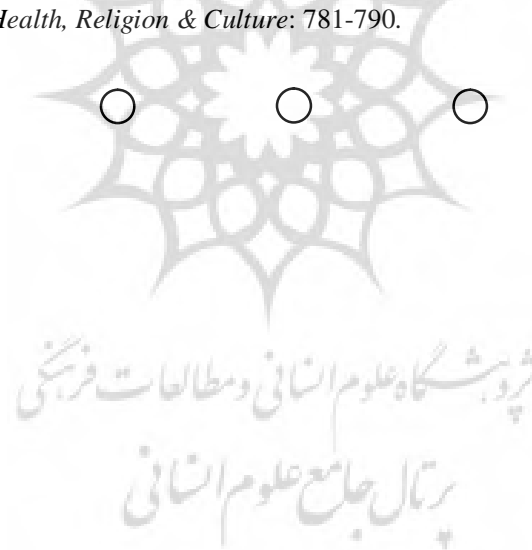 Health, Religion & Culture: 781-790.
پژوهشگاه علوم انسانی و مطالعات فرهنگی
پرتال جامع علوم انسانی